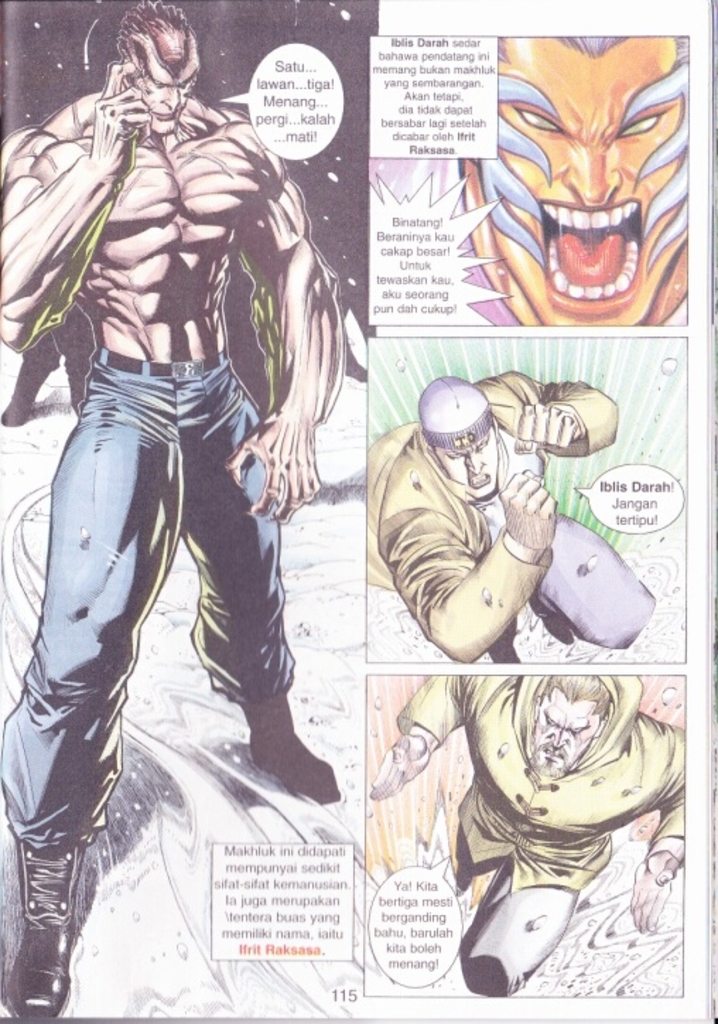 Satu...
lawan...tiga!
Menang...
pergi...kalah
...mati!
Iblis Darah sedar
bahawa pendatang ini
memang bukan makhluk
yang sembarangan.
Akan tetapi,
dia tidak dapat
bersabar lagi setelah
dicabar oleh Ifrit
Raksasa.
Binatang!
Beraninya kau
cakap besar!
Untuk
tewaskan kau,
aku seorang
pun dah cukup!
Iblis Darah!
Jangan
tertipu!
Makhluk ini didapati
mempunyai sedikit
sifat-sifat kemanusian.
Ia juga merupakan
\tentera buas yang
memiliki nama, iaitu
Ifrit Raksasa.
Ya! Kita
bertiga mesti
berganding
bahu, barulah
kita boleh
menang!
115